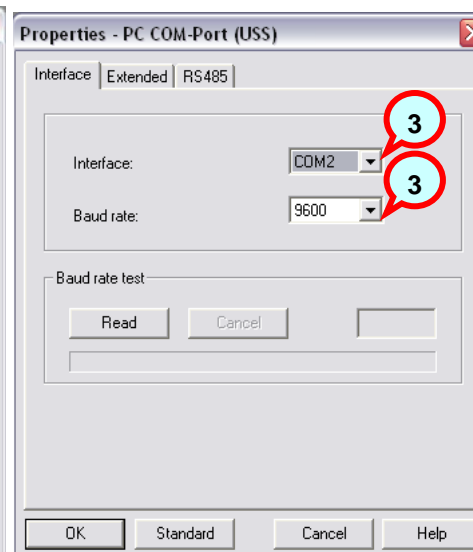 Properties - PC COM-Port (USS)
Interface Extended RS485
3
Interface: COM2
3
Baud rate: 9600
Baud rate test
Read Cancel
OK Standard Cancel Help